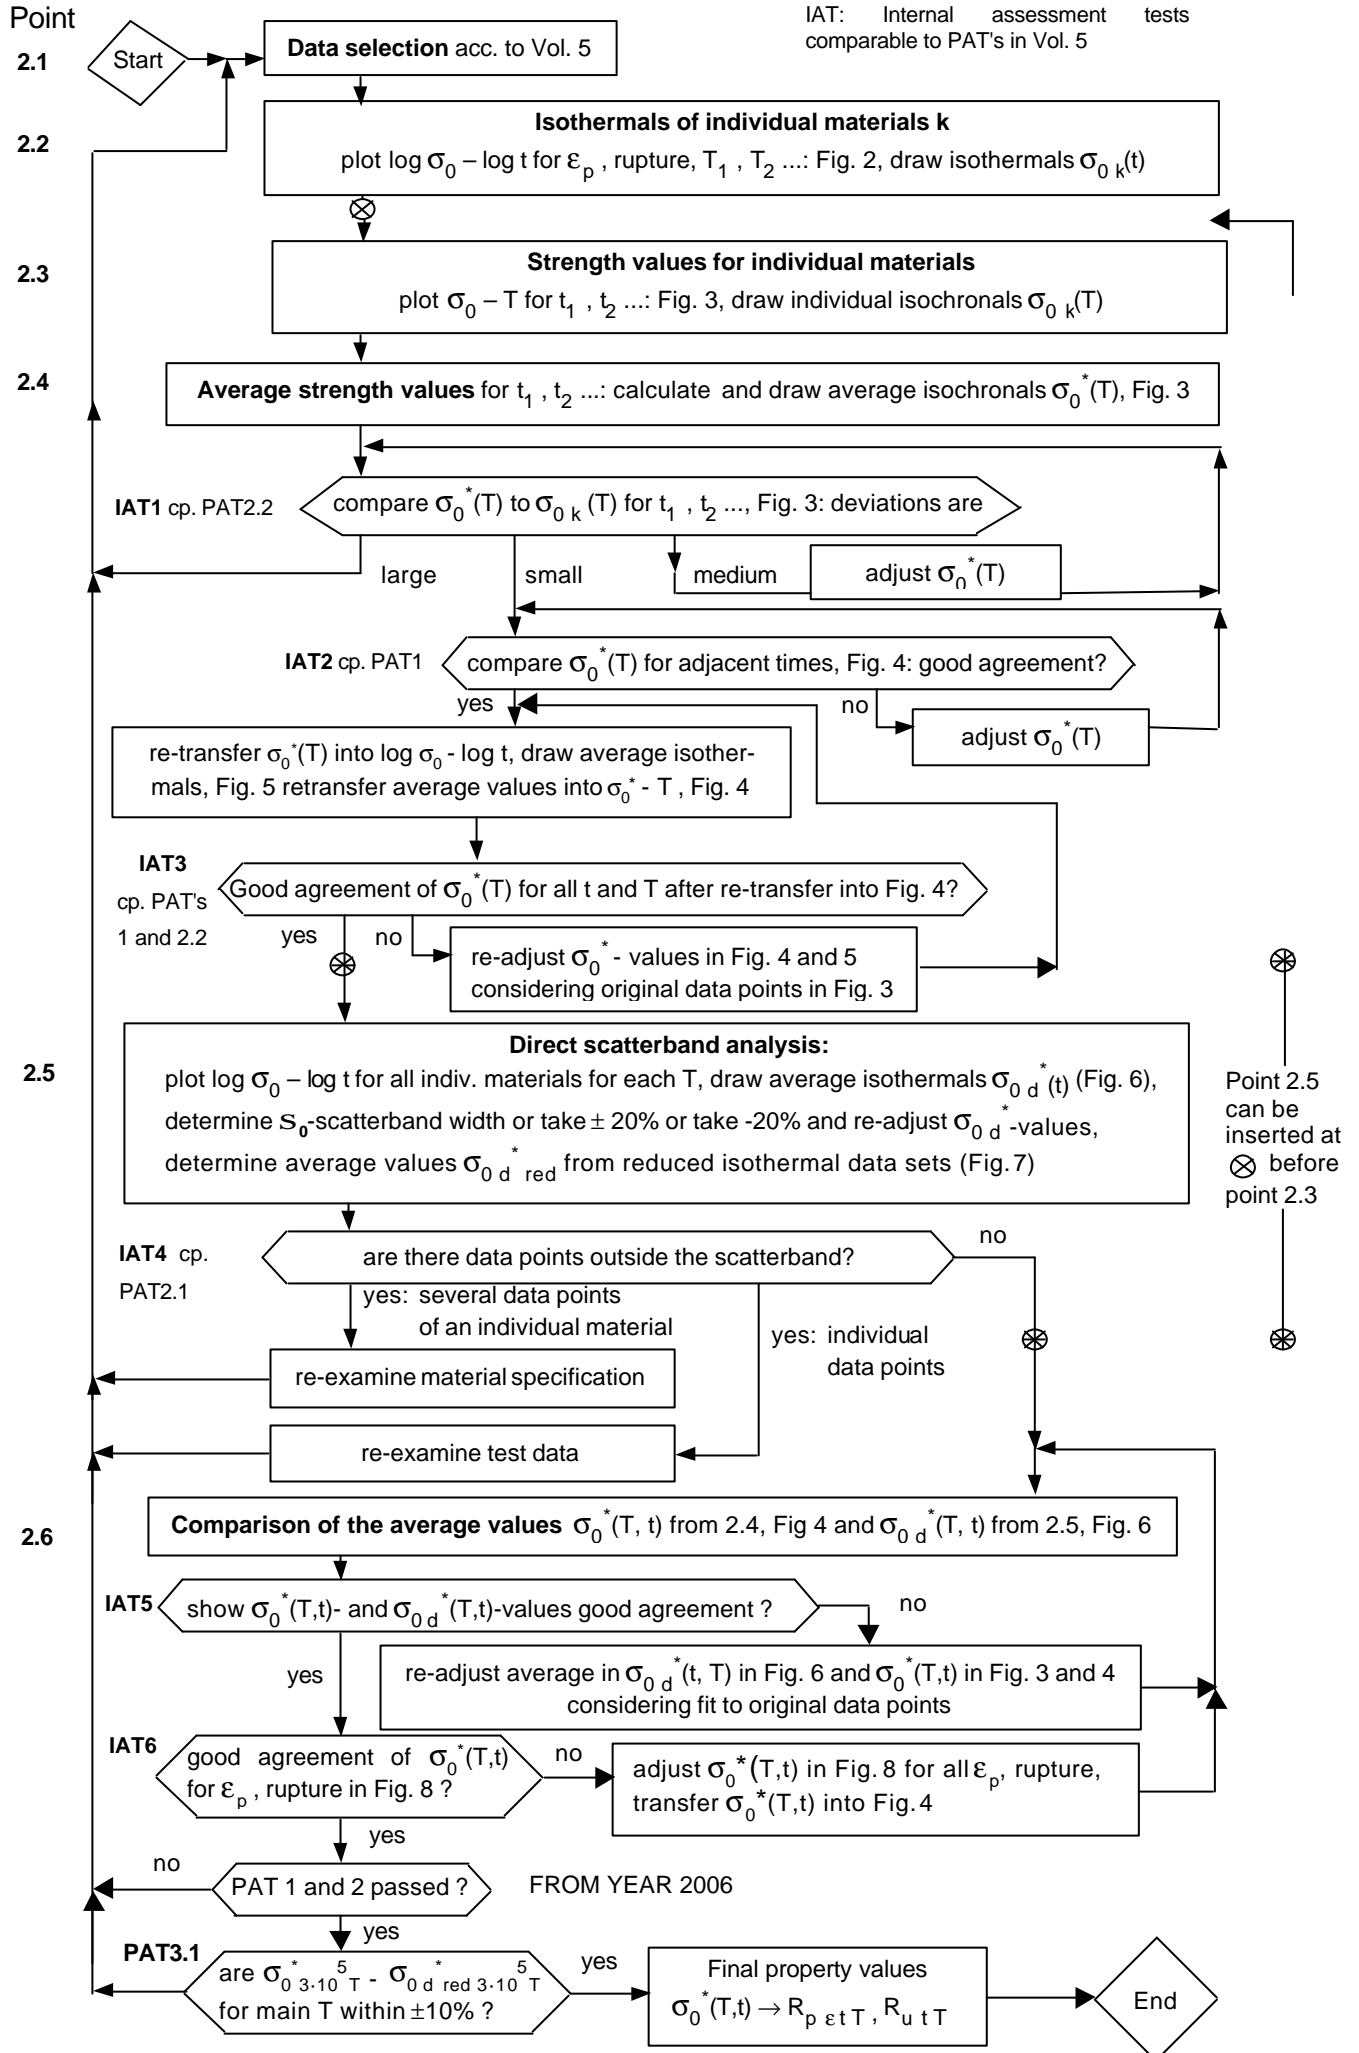 Point
IAT: Internal assessment tests
comparable to PAT's in Vol. 5
2.1
Start
Data selection acc. to Vol. 5
2.2
Isothermals of individual materials k
plot log σ₀ – log t for ε_p , rupture, T₁ , T₂ ...: Fig. 2, draw isothermals σ₀ k(t)
2.3
Strength values for individual materials
plot σ₀ – T for t₁ , t₂ ...: Fig. 3, draw individual isochronals σ₀ k(T)
2.4
Average strength values for t₁ , t₂ ...: calculate and draw average isochronals σ₀*(T), Fig. 3
IAT1 cp. PAT2.2
compare σ₀*(T) to σ₀ k (T) for t₁ , t₂ ..., Fig. 3: deviations are
large
small
medium
adjust σ₀*(T)
IAT2 cp. PAT1
compare σ₀*(T) for adjacent times, Fig. 4: good agreement?
yes
no
adjust σ₀*(T)
re-transfer σ₀*(T) into log σ₀ - log t, draw average isother-
mals, Fig. 5 retransfer average values into σ₀* - T , Fig. 4
IAT3
cp. PAT's
1 and 2.2
Good agreement of σ₀*(T) for all t and T after re-transfer into Fig. 4?
yes
no
re-adjust σ₀* - values in Fig. 4 and 5
considering original data points in Fig. 3
2.5
Direct scatterband analysis:
plot log σ₀ – log t for all indiv. materials for each T, draw average isothermals σ₀ d*(t) (Fig. 6),
determine S₀-scatterband width or take ± 20% or take -20% and re-adjust σ₀ d* -values,
determine average values σ₀ d* red from reduced isothermal data sets (Fig. 7)
Point 2.5
can be
inserted at
⊗ before
point 2.3
IAT4 cp.
PAT2.1
are there data points outside the scatterband?
no
yes: several data points
of an individual material
yes: individual
data points
re-examine material specification
re-examine test data
2.6
Comparison of the average values σ₀*(T, t) from 2.4, Fig 4 and σ₀ d*(T, t) from 2.5, Fig. 6
IAT5
show σ₀*(T,t)- and σ₀ d*(T,t)-values good agreement ?
no
yes
re-adjust average in σ₀ d*(t, T) in Fig. 6 and σ₀*(T,t) in Fig. 3 and 4
considering fit to original data points
IAT6
good agreement of σ₀*(T,t)
for ε_p , rupture in Fig. 8 ?
no
adjust σ₀*(T,t) in Fig. 8 for all ε_p, rupture,
transfer σ₀*(T,t) into Fig. 4
yes
no
PAT 1 and 2 passed ?
FROM YEAR 2006
yes
PAT3.1
are σ₀* 3·10⁵ T - σ₀ d* red 3·10⁵ T
for main T within ±10% ?
yes
Final property values
σ₀*(T,t) → R p ε t T , R u t T
End